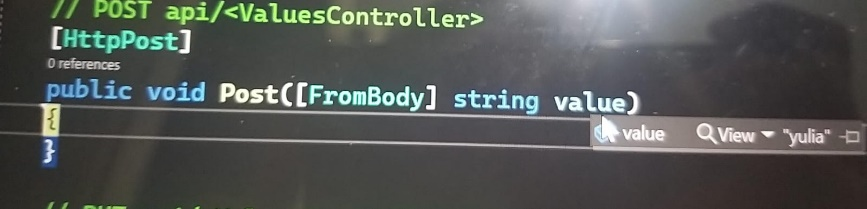 // POST api/<ValuesController>
[HttpPost]
0 references
public void Post([FromBody] string value)
{
value View "yulia"
}